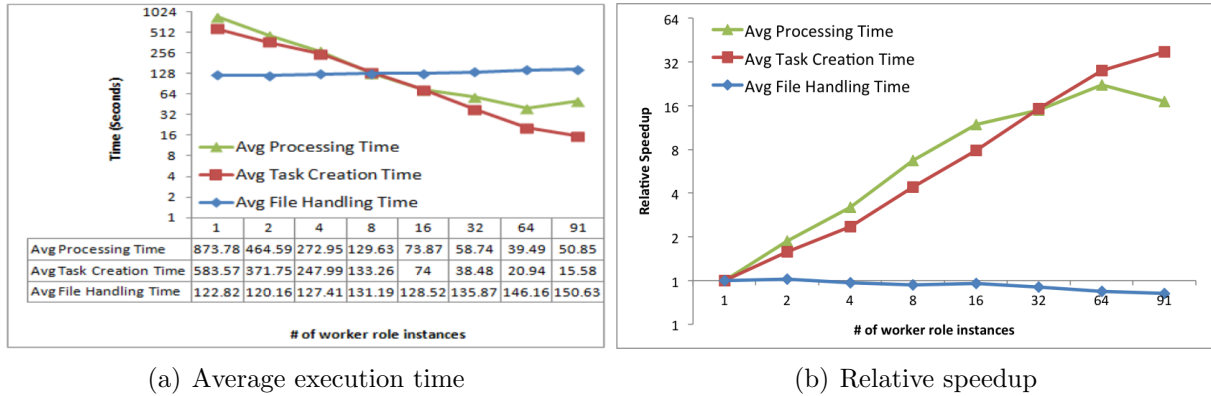 1024
512
256
128
64
32
16
8
4
2
1
Time (Seconds)
Avg Processing Time
Avg Task Creation Time
Avg File Handling Time
1 2 4 8 16 32 64 91
Avg Processing Time 873.78 464.59 272.95 129.63 73.87 58.74 39.49 50.85
Avg Task Creation Time 583.57 371.75 247.99 133.26 74 38.48 20.94 15.58
Avg File Handling Time 122.82 120.16 127.41 131.19 128.52 135.87 146.16 150.63
# of worker role instances
(a) Average execution time
64
32
16
8
4
2
1
1
Relative Speedup
Avg Processing Time
Avg Task Creation Time
Avg File Handling Time
1 2 4 8 16 32 64 91
# of worker role instances
(b) Relative speedup